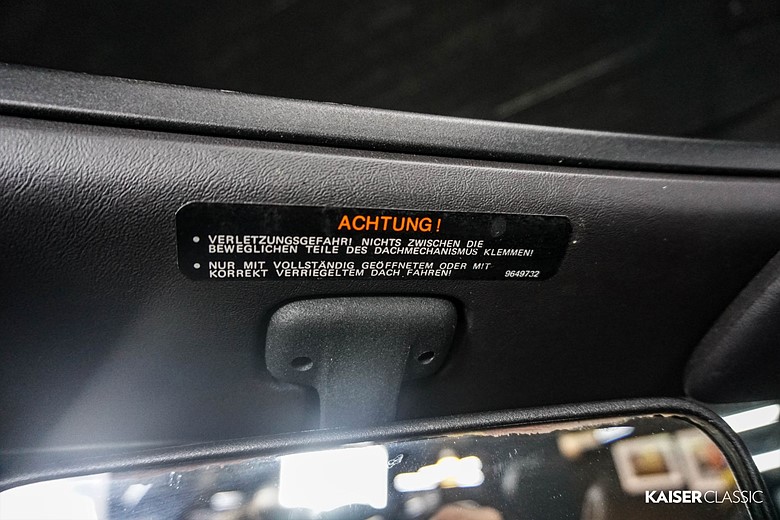 ACHTUNG!
• VERLETZUNGSGEFAHR! NICHTS ZWISCHEN DIE
BEWEGLICHEN TEILE DES DACHMECHANISMUS KLEMMEN!
• NUR MIT VOLLSTÄNDIG GEÖFFNETEM ODER MIT
KORREKT VERRIEGELTEM DACH FAHREN! 9649732
KAISERCLASSIC